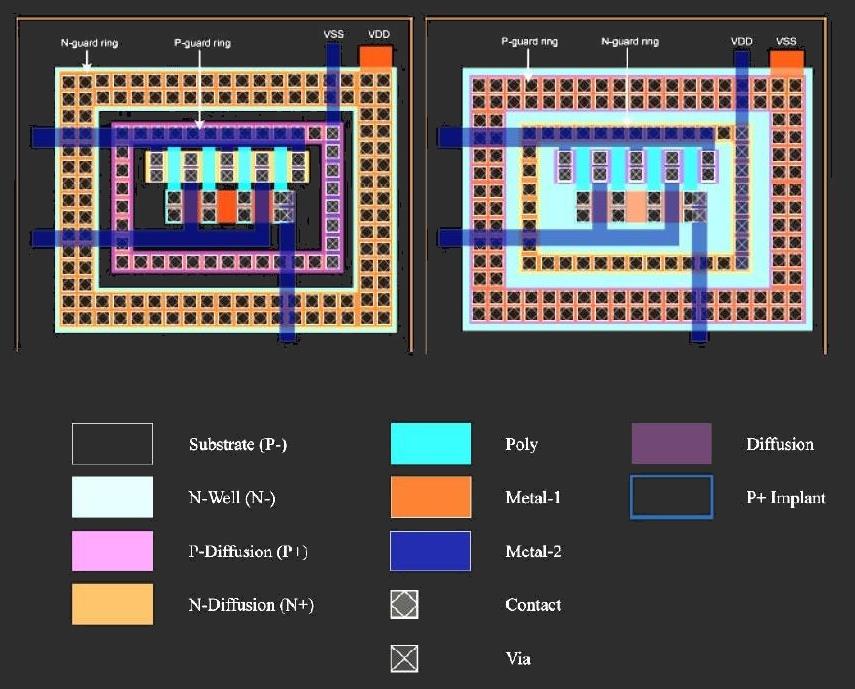 VSS VDD
N-guard ring P-guard ring
VDD VSS
P-guard ring N-guard ring
Substrate (P-) Poly Diffusion
N-Well (N-) Metal-1 P+ Implant
P-Diffusion (P+) Metal-2
N-Diffusion (N+) Contact
Via